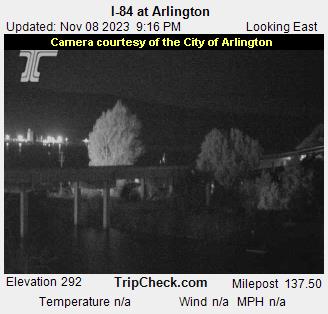 I-84 at Arlington
Updated: Nov 08 2023 9:16 PM Looking East
Camera courtesy of the City of Arlington
Elevation 292 TripCheck.com Milepost 137.50
Temperature n/a Wind n/a MPH n/a